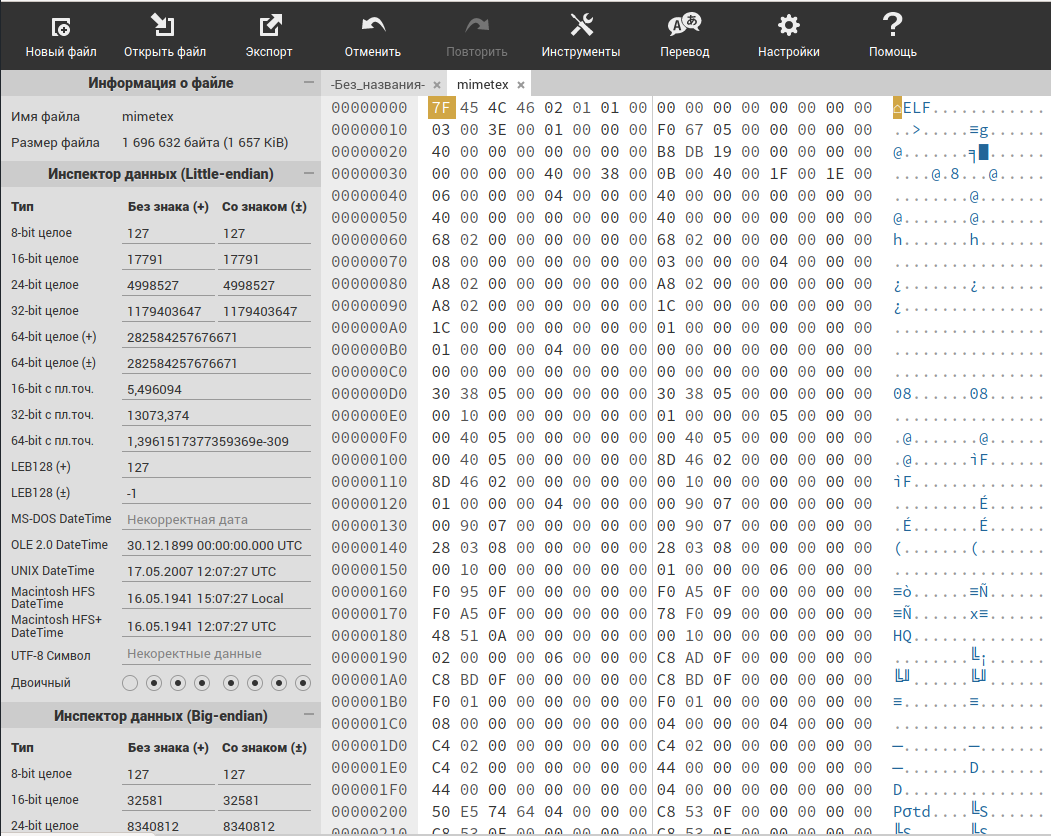 Новый файл Открыть файл Экспорт Отменить Повторить Инструменты Перевод Настройки Помощь
Информация о файле
Имя файла mimetex
Размер файла 1 696 632 байта (1 657 KiB)
Инспектор данных (Little-endian)
Тип Без знака (+) Со знаком (±)
8-bit целое 127 127
16-bit целое 17791 17791
24-bit целое 4998527 4998527
32-bit целое 1179403647 1179403647
64-bit целое (+) 282584257676671
64-bit целое (±) 282584257676671
16-bit с пл.точ. 5,496094
32-bit с пл.точ. 13073,374
64-bit с пл.точ. 1,3961517377359369e-309
LEB128 (+) 127
LEB128 (±) -1
MS-DOS DateTime Некорректная дата
OLE 2.0 DateTime 30.12.1899 00:00:00.000 UTC
UNIX DateTime 17.05.2007 12:07:27 UTC
Macintosh HFS DateTime 16.05.1941 15:07:27 Local
Macintosh HFS+ DateTime 16.05.1941 12:07:27 UTC
UTF-8 Символ Некоректные данные
Двоичный
Инспектор данных (Big-endian)
Тип Без знака (+) Со знаком (±)
8-bit целое 127 127
16-bit целое 32581 32581
24-bit целое 8340812 8340812
-Без_названия- × mimetex ×
00000000 7F 45 4C 46 02 01 01 00 00 00 00 00 00 00 00 00 ⌂ELF............
00000010 03 00 3E 00 01 00 00 00 F0 67 05 00 00 00 00 00 ..>.....≡g......
00000020 40 00 00 00 00 00 00 00 B8 DB 19 00 00 00 00 00 @.......╕█......
00000030 00 00 00 00 40 00 38 00 0B 00 40 00 1F 00 1E 00 ....@.8...@.....
00000040 06 00 00 00 04 00 00 00 40 00 00 00 00 00 00 00 ........@.......
00000050 40 00 00 00 00 00 00 00 40 00 00 00 00 00 00 00 @.......@.......
00000060 68 02 00 00 00 00 00 00 68 02 00 00 00 00 00 00 h.......h.......
00000070 08 00 00 00 00 00 00 00 03 00 00 00 04 00 00 00 ................
00000080 A8 02 00 00 00 00 00 00 A8 02 00 00 00 00 00 00 ¿.......¿.......
00000090 A8 02 00 00 00 00 00 00 1C 00 00 00 00 00 00 00 ¿...............
000000A0 1C 00 00 00 00 00 00 00 01 00 00 00 00 00 00 00 ................
000000B0 01 00 00 00 04 00 00 00 00 00 00 00 00 00 00 00 ................
000000C0 00 00 00 00 00 00 00 00 00 00 00 00 00 00 00 00 ................
000000D0 30 38 05 00 00 00 00 00 30 38 05 00 00 00 00 00 08......08......
000000E0 00 10 00 00 00 00 00 00 01 00 00 00 05 00 00 00 ................
000000F0 00 40 05 00 00 00 00 00 00 40 05 00 00 00 00 00 .@.......@......
00000100 00 40 05 00 00 00 00 00 8D 46 02 00 00 00 00 00 .@......ìF......
00000110 8D 46 02 00 00 00 00 00 00 10 00 00 00 00 00 00 ìF..............
00000120 01 00 00 00 04 00 00 00 00 90 07 00 00 00 00 00 .........É......
00000130 00 90 07 00 00 00 00 00 00 90 07 00 00 00 00 00 .É.......É......
00000140 28 03 08 00 00 00 00 00 28 03 08 00 00 00 00 00 (.......(.......
00000150 00 10 00 00 00 00 00 00 01 00 00 00 06 00 00 00 ................
00000160 F0 95 0F 00 00 00 00 00 F0 A5 0F 00 00 00 00 00 ≡ò......≡Ñ......
00000170 F0 A5 0F 00 00 00 00 00 78 F0 09 00 00 00 00 00 ≡Ñ......x≡......
00000180 48 51 0A 00 00 00 00 00 00 10 00 00 00 00 00 00 HQ..............
00000190 02 00 00 00 06 00 00 00 C8 AD 0F 00 00 00 00 00 ........╚¡......
000001A0 C8 BD 0F 00 00 00 00 00 C8 BD 0F 00 00 00 00 00 ╚╜......╚╜......
000001B0 F0 01 00 00 00 00 00 00 F0 01 00 00 00 00 00 00 ≡.......≡.......
000001C0 08 00 00 00 00 00 00 00 04 00 00 00 04 00 00 00 ................
000001D0 C4 02 00 00 00 00 00 00 C4 02 00 00 00 00 00 00 ─.......─.......
000001E0 C4 02 00 00 00 00 00 00 44 00 00 00 00 00 00 00 ─.......D.......
000001F0 44 00 00 00 00 00 00 00 04 00 00 00 00 00 00 00 D...............
00000200 50 E5 74 64 04 00 00 00 C8 53 0F 00 00 00 00 00 Pσtd....╚S......
00000210 C8 53 0F 00 00 00 00 00 C8 53 0F 00 00 00 00 00 ╚S......╚S......